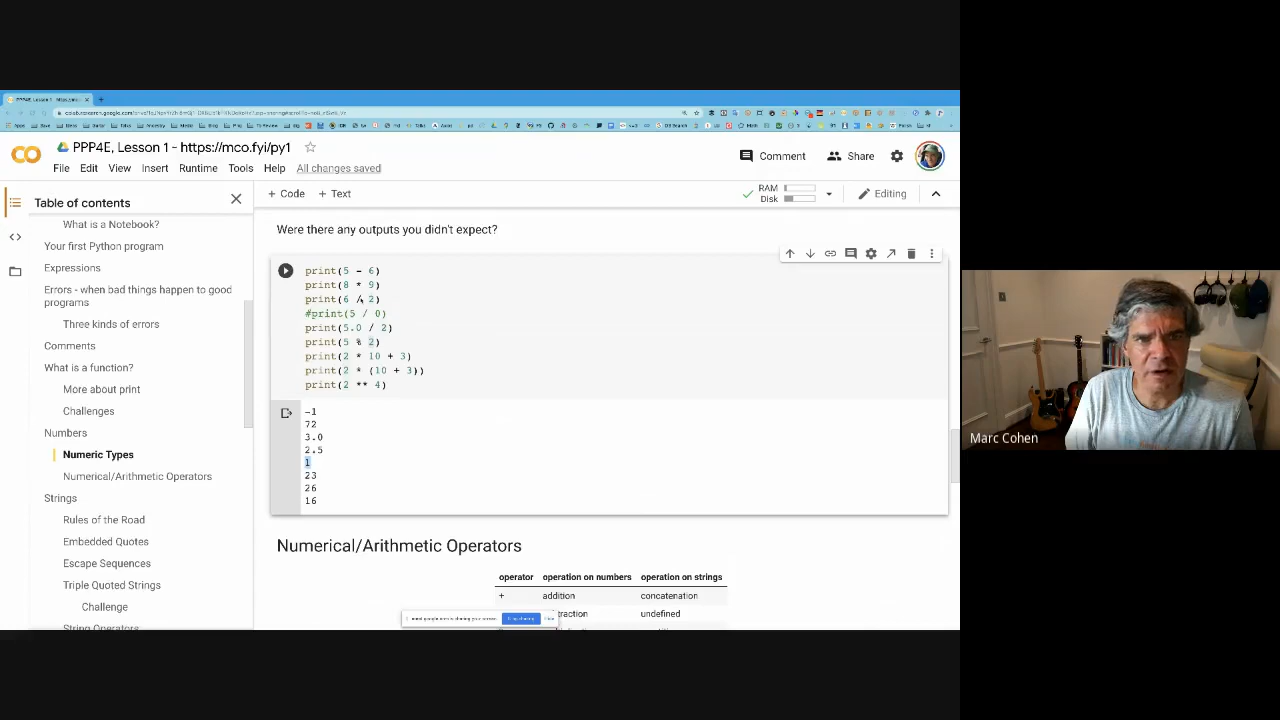 PPP4E, Lesson 1 - https://mco.fyi/py1
File Edit View Insert Runtime Tools Help All changes saved
Comment Share
+ Code + Text
RAM
Disk
Editing
Table of contents
What is a Notebook?
Your first Python program
Expressions
Errors - when bad things happen to good
programs
Three kinds of errors
Comments
What is a function?
More about print
Challenges
Numbers
Numeric Types
Numerical/Arithmetic Operators
Strings
Rules of the Road
Embedded Quotes
Escape Sequences
Triple Quoted Strings
Challenge
String Operators
Were there any outputs you didn't expect?
print(5 - 6)
print(8 * 9)
print(6 / 2)
#print(5 / 0)
print(5.0 / 2)
print(5 % 2)
print(2 * 10 + 3)
print(2 * (10 + 3))
print(2 ** 4)
-1
72
3.0
2.5
1
23
26
16
Numerical/Arithmetic Operators
operator operation on numbers operation on strings
+ addition concatenation
traction undefined
Marc Cohen